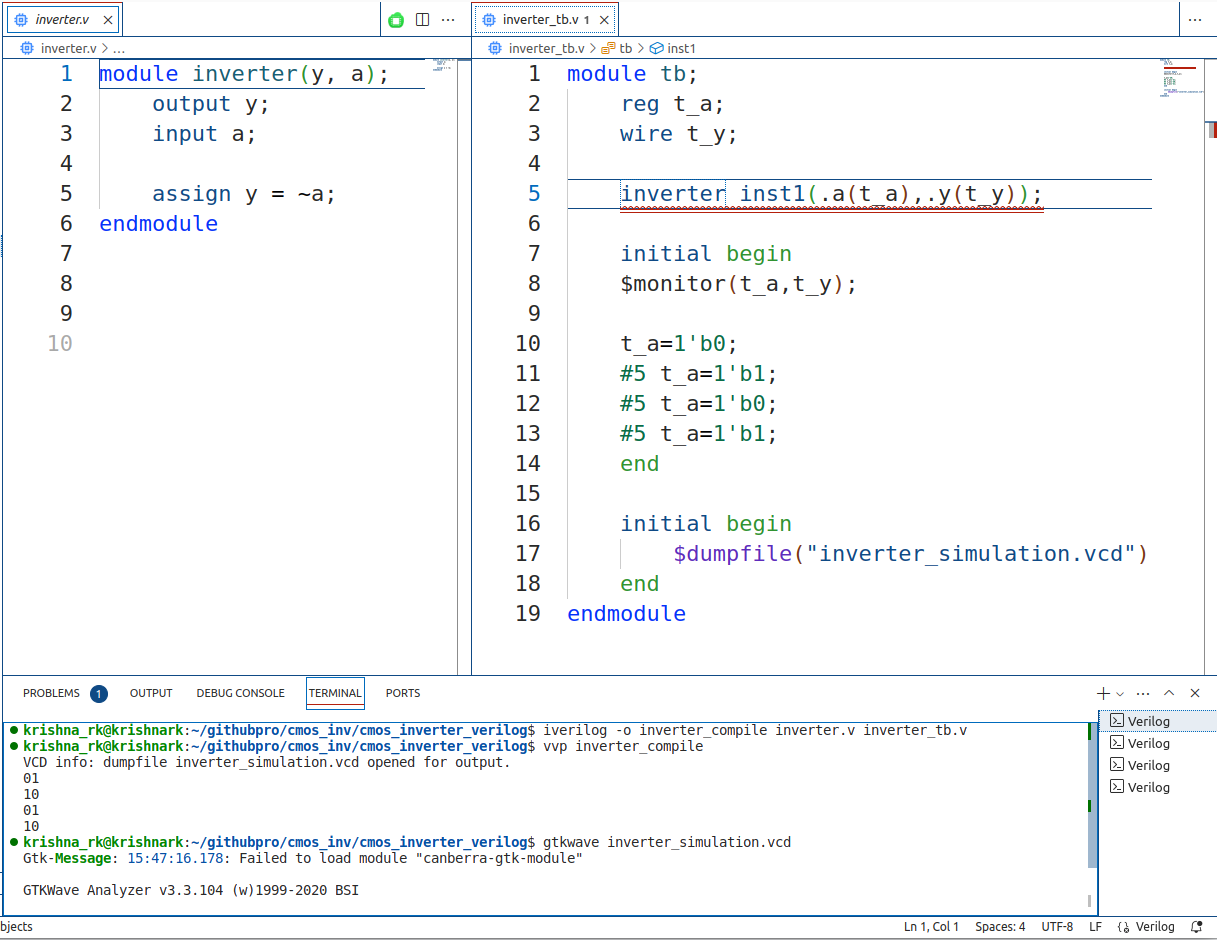 inverter.v
inverter_tb.v 1
inverter.v > ...
inverter_tb.v > tb > inst1
1 module inverter(y, a);
2 output y;
3 input a;
4
5 assign y = ~a;
6 endmodule
7
8
9
10
1 module tb;
2 reg t_a;
3 wire t_y;
4
5 inverter inst1(.a(t_a),.y(t_y));
6
7 initial begin
8 $monitor(t_a,t_y);
9
10 t_a=1'b0;
11 #5 t_a=1'b1;
12 #5 t_a=1'b0;
13 #5 t_a=1'b1;
14 end
15
16 initial begin
17 $dumpfile("inverter_simulation.vcd")
18 end
19 endmodule
PROBLEMS 1 OUTPUT DEBUG CONSOLE TERMINAL PORTS
krishna_rk@krishnark:~/githubpro/cmos_inv/cmos_inverter_verilog$ iverilog -o inverter_compile inverter.v inverter_tb.v
krishna_rk@krishnark:~/githubpro/cmos_inv/cmos_inverter_verilog$ vvp inverter_compile
VCD info: dumpfile inverter_simulation.vcd opened for output.
01
10
01
10
krishna_rk@krishnark:~/githubpro/cmos_inv/cmos_inverter_verilog$ gtkwave inverter_simulation.vcd
Gtk-Message: 15:47:16.178: Failed to load module "canberra-gtk-module"
GTKWave Analyzer v3.3.104 (w)1999-2020 BSI
Verilog
Verilog
Verilog
Verilog
bjects
Ln 1, Col 1 Spaces: 4 UTF-8 LF Verilog